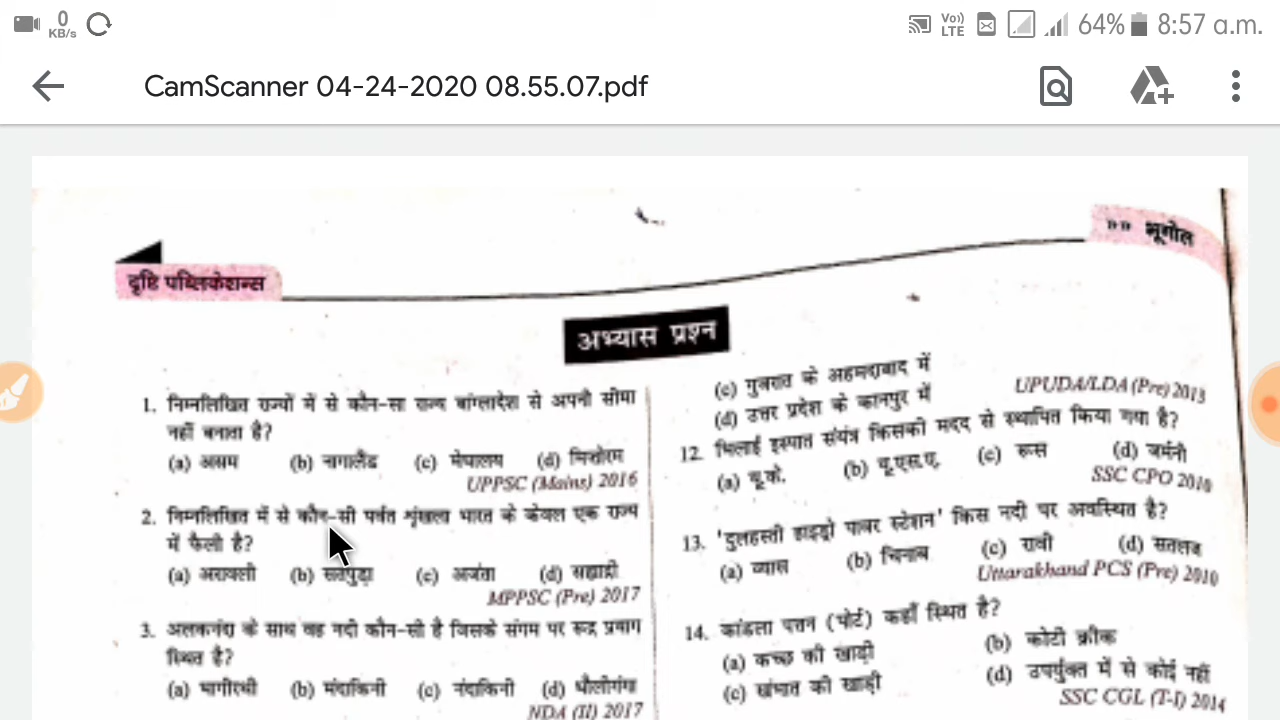 0 KB/s
Vo)) LTE
64%
8:57 a.m.
CamScanner 04-24-2020 08.55.07.pdf
दृष्टि पब्लिकेशन्स
»» भूगोल
अभ्यास प्रश्न
1. निम्नलिखित राज्यों में से कौन-सा राज्य बांग्लादेश से अपनी सीमा
नहीं बनाता है?
(a) असम (b) नागालैंड (c) मेघालय (d) मिज़ोरम
UPPSC (Mains) 2016
2. निम्नलिखित में से कौन-सी पर्वत शृंखला भारत के केवल एक राज्य
में फैली है?
(a) अरावली (b) सतपुड़ा (c) अजंता (d) सह्याद्री
MPPSC (Pre) 2017
3. अलकनंदा के साथ वह नदी कौन-सी है जिसके संगम पर रुद्र प्रयाग
स्थित है?
(a) भागीरथी (b) मंदाकिनी (c) नंदाकिनी (d) धौलीगंगा
NDA (II) 2017
(c) गुजरात के अहमदाबाद में
(d) उत्तर प्रदेश के कानपुर में
UPUDA/LDA (Pre) 2013
12. भिलाई इस्पात संयंत्र किसकी मदद से स्थापित किया गया है?
(a) यू.के. (b) यू.एस.ए. (c) रूस (d) जर्मनी
SSC CPO 2010
13. 'दुलहस्ती हाइड्रो पावर स्टेशन' किस नदी पर अवस्थित है?
(a) व्यास (b) चिनाब (c) रावी (d) सतलज
Uttarakhand PCS (Pre) 2010
14. कांडला पत्तन (पोर्ट) कहाँ स्थित है?
(a) कच्छ की खाड़ी (b) कोटी क्रीक
(c) खंभात की खाड़ी (d) उपर्युक्त में से कोई नहीं
SSC CGL (T-I) 2014